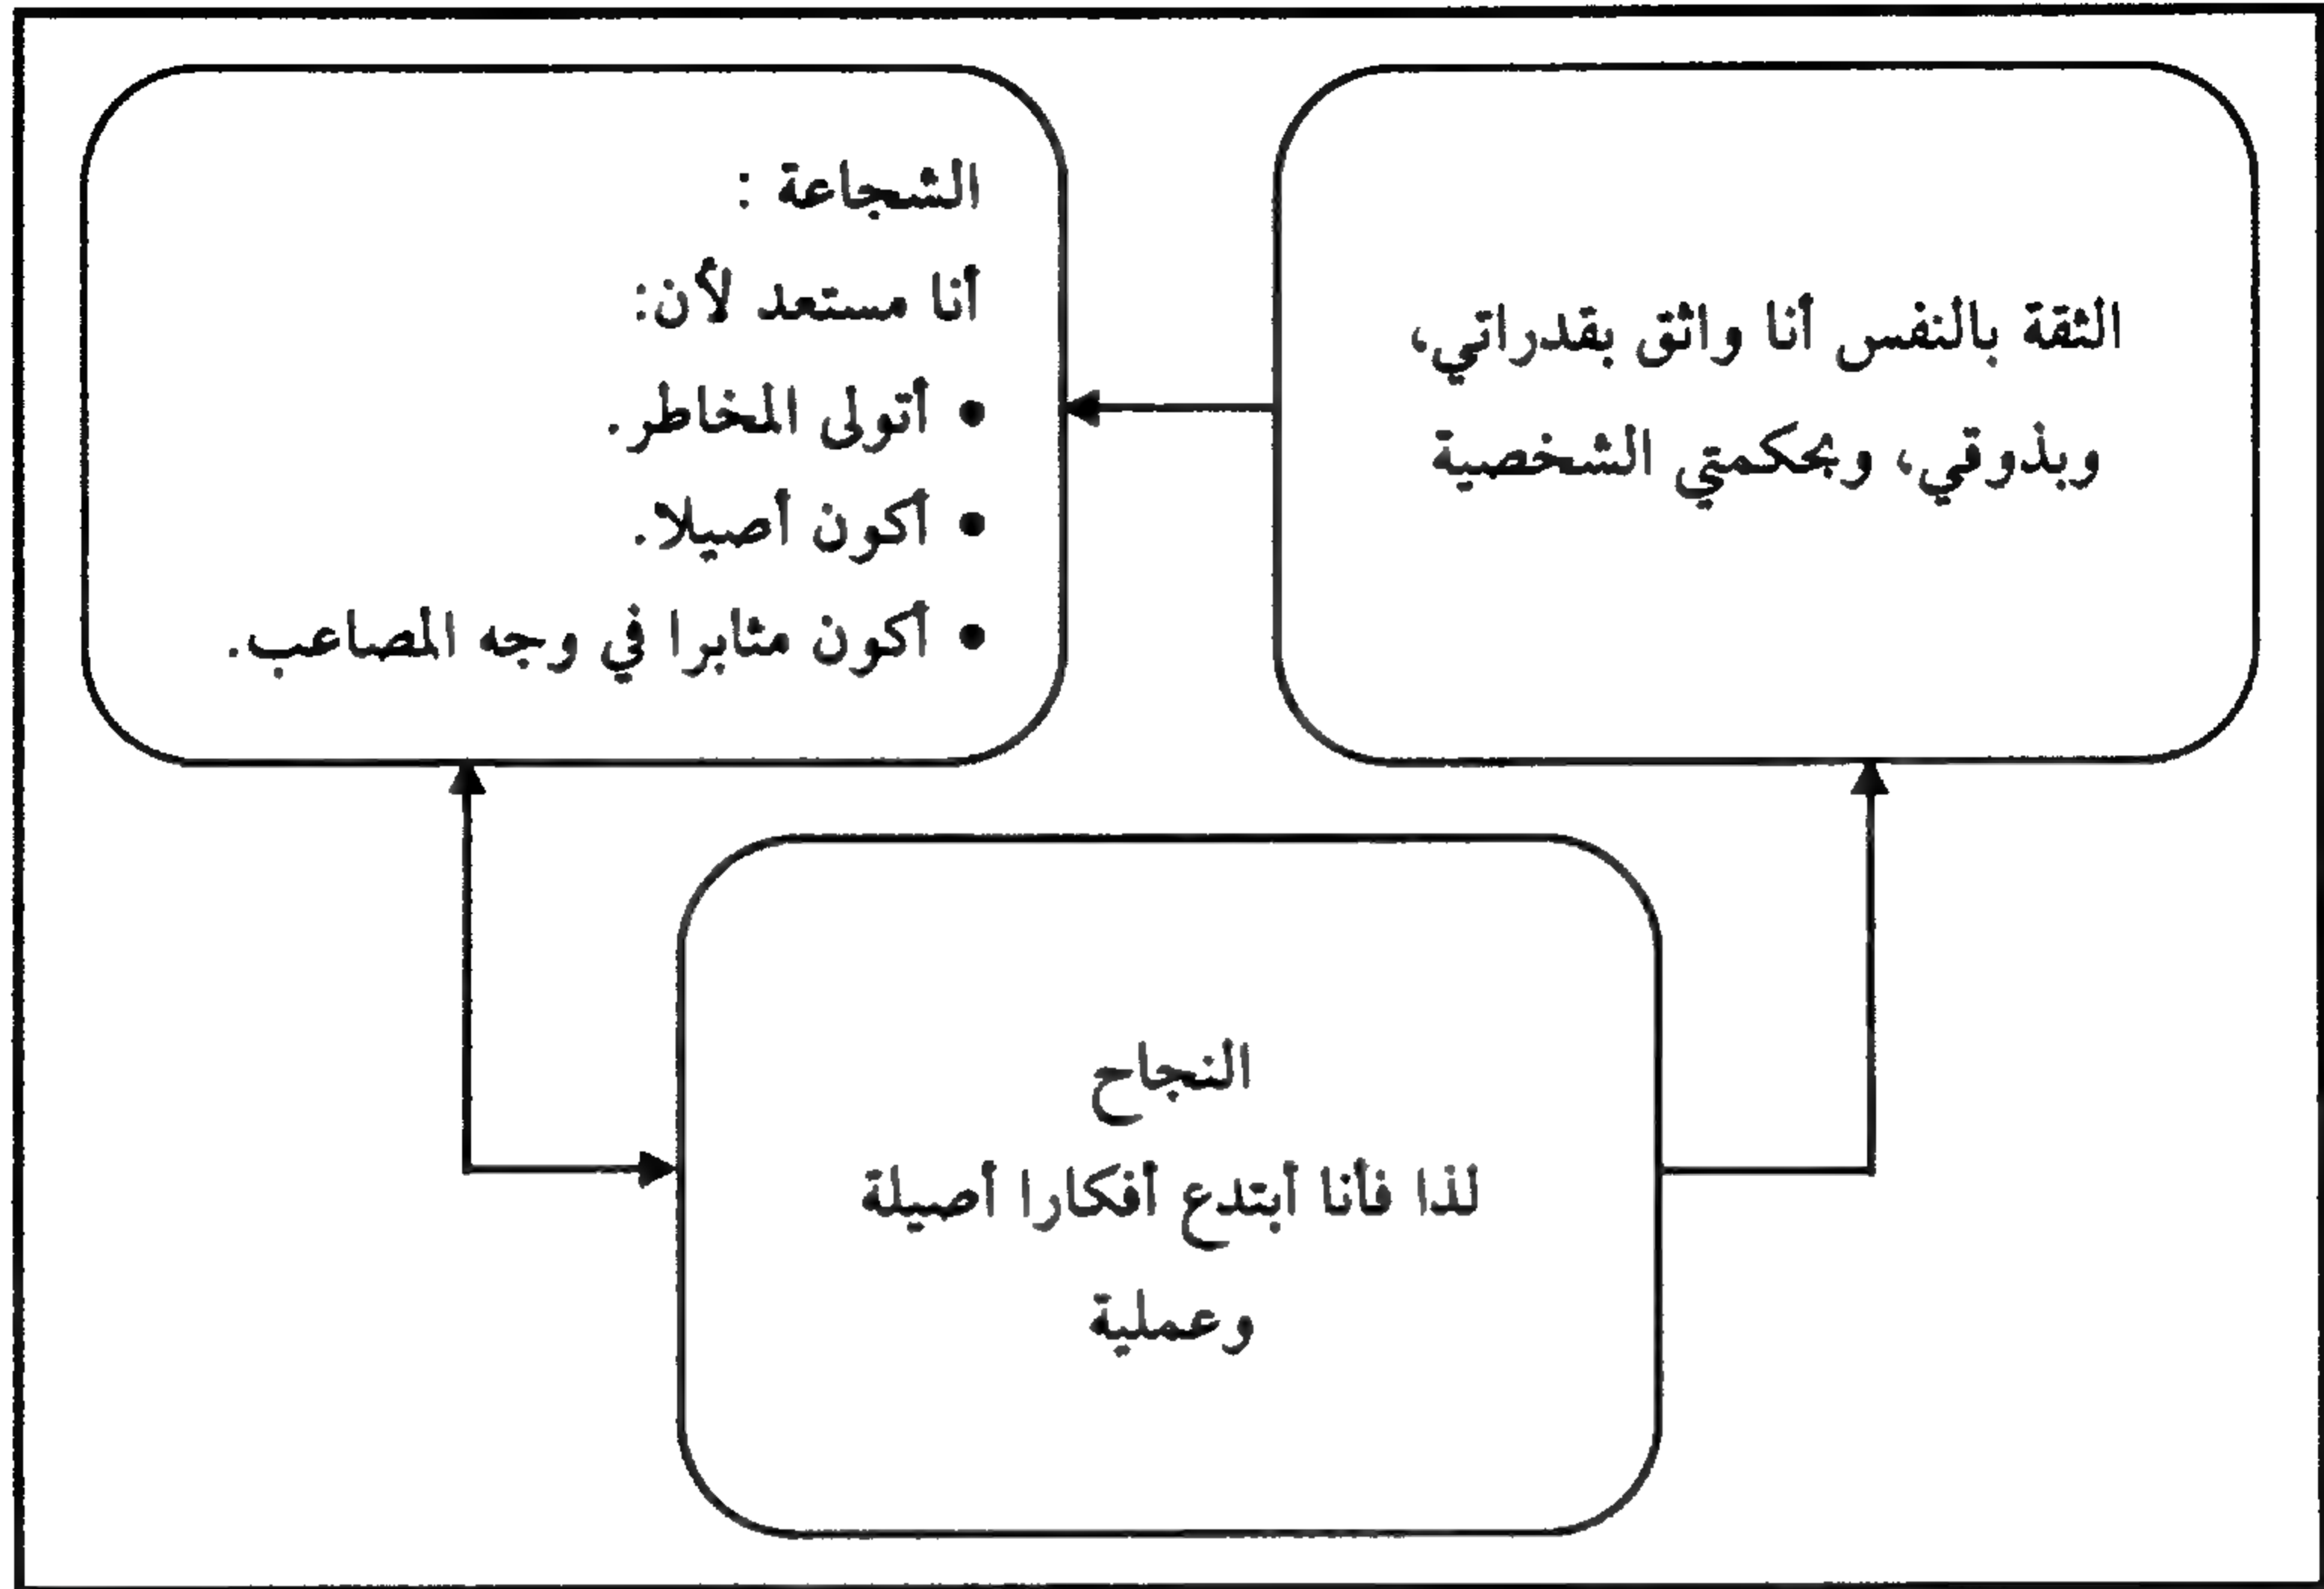 الثقة بالنفس أنا واثق بقدراتي،
وبذوقي، وبحكمتي الشخصية
الشجاعة :
أنا مستعد لأن:
• أتولى المخاطر.
• أكون أصيلا.
• أكون مثابرا في وجه المصاعب.
النجاح
لذا فأنا أبتدع أفكارا أصيلة
وعملية